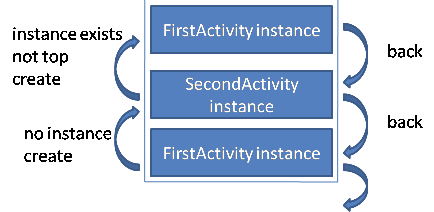 instance exists
not top
create
FirstActivity instance
back
SecondActivity
instance
no instance
create
back
FirstActivity instance